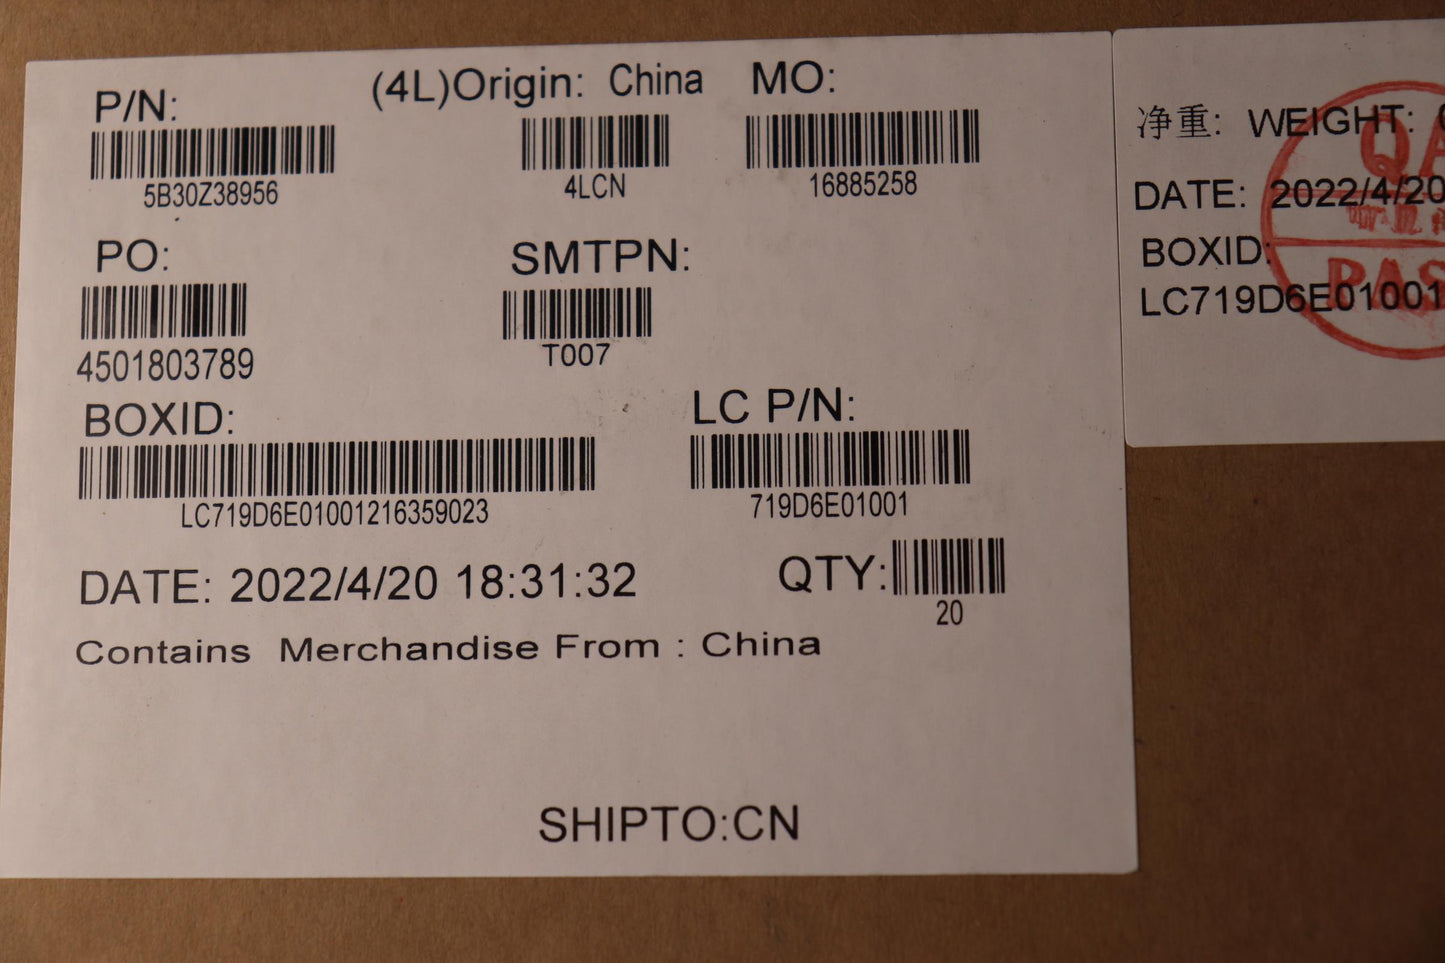 P/N:
(4L)Origin: China
MO:
5B30Z38956
4LCN
16885258
PO:
SMTPN:
4501803789
T007
BOXID:
LC P/N:
LC719D6E01001216359023
719D6E01001
DATE: 2022/4/20 18:31:32
QTY:
20
Contains Merchandise From : China
SHIPTO:CN
净重: WEIGHT:
DATE: 2022/4/20
BOXID:
LC719D6E01001
QA
PAS